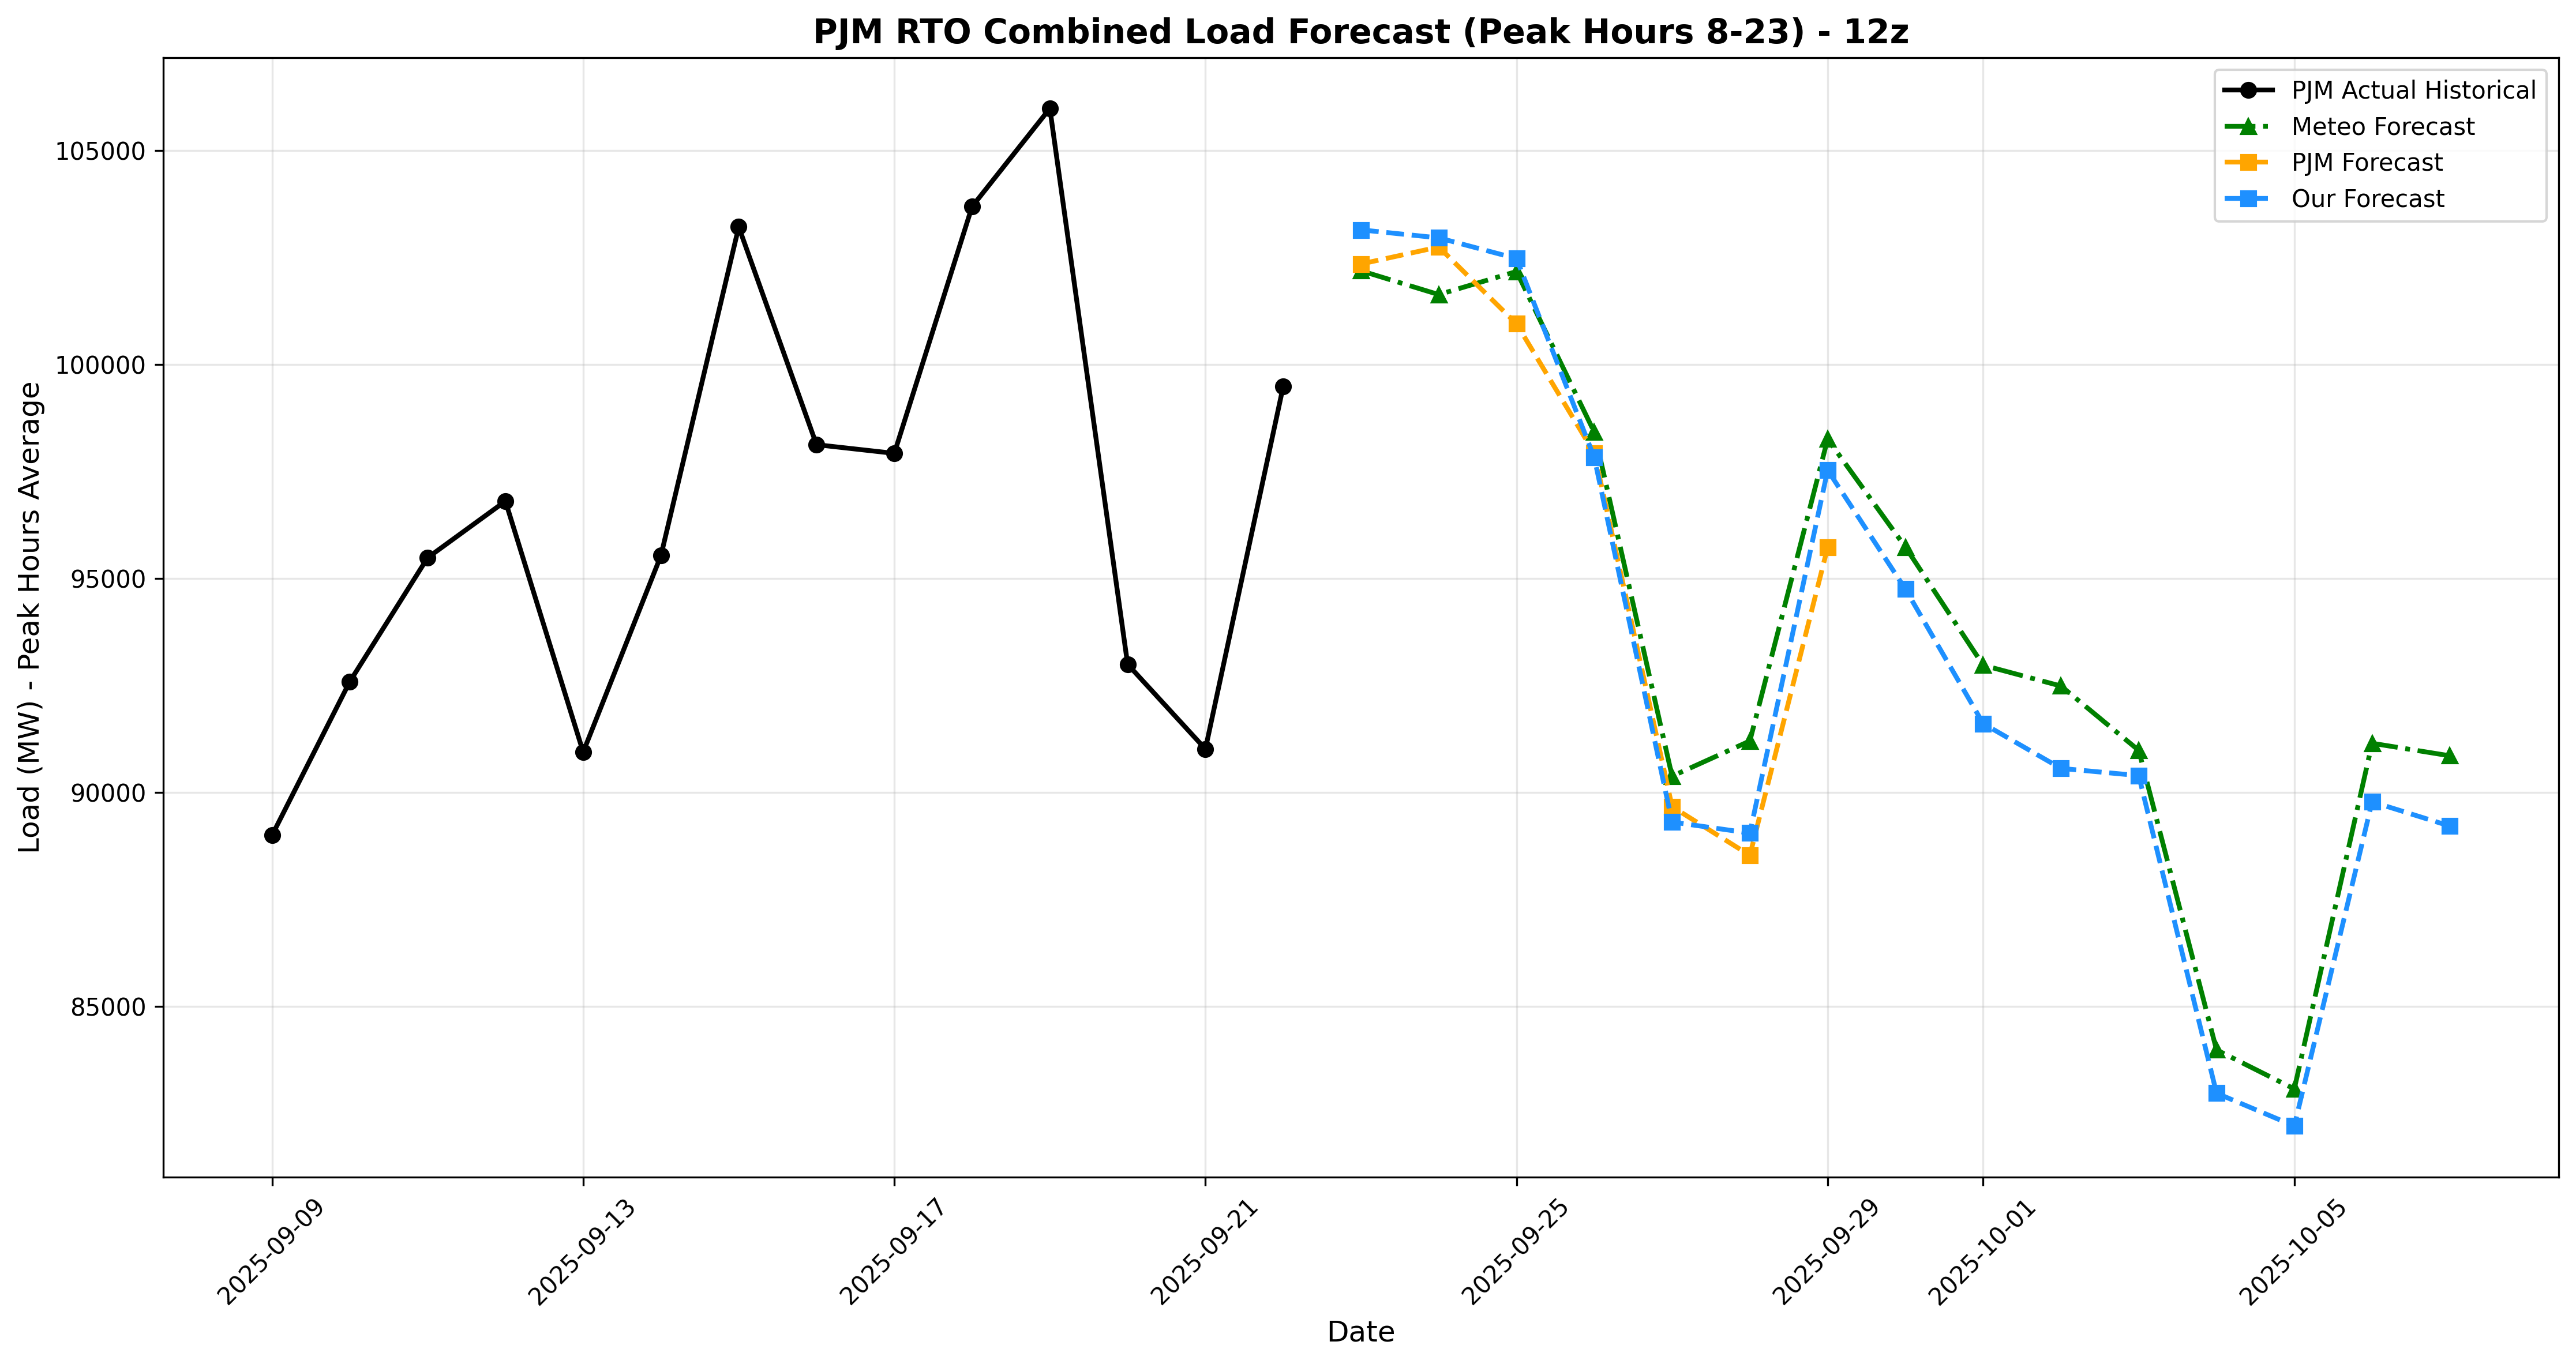 PJM RTO Combined Load Forecast (Peak Hours 8-23) - 12z
PJM Actual Historical
Meteo Forecast
PJM Forecast
Our Forecast
Load (MW) - Peak Hours Average
105000
100000
95000
90000
85000
2025-09-09
2025-09-13
2025-09-17
2025-09-21
2025-09-25
2025-09-29
2025-10-01
2025-10-05
Date